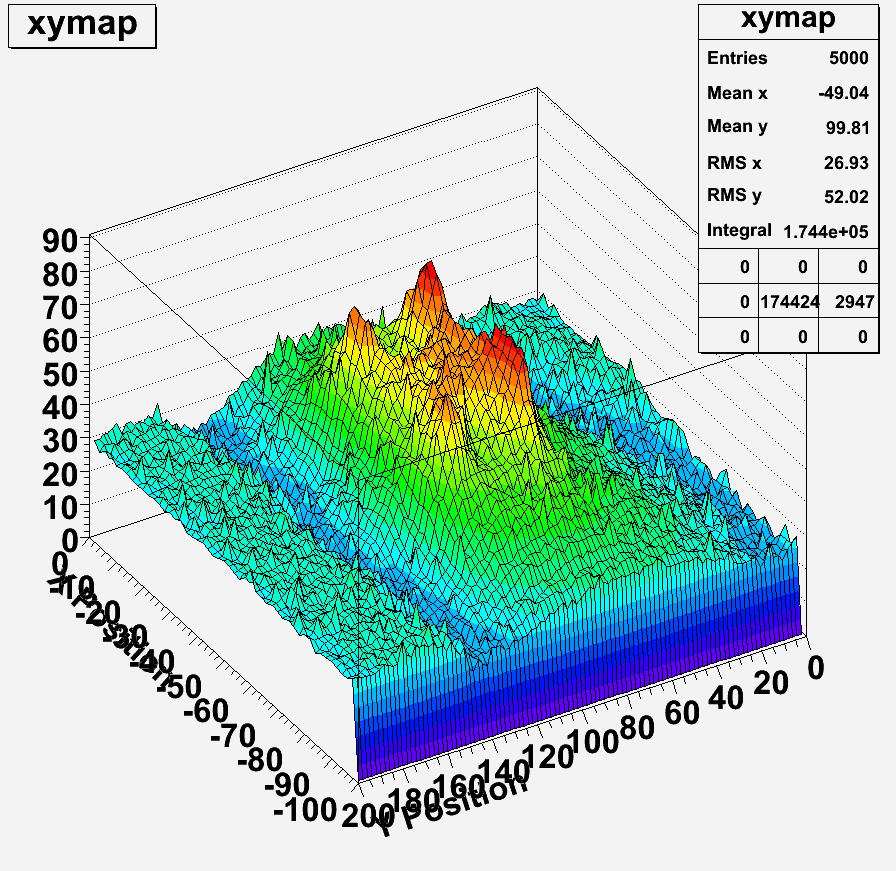 xymap
xymap
Entries 5000
Mean x -49.04
Mean y 99.81
RMS x 26.93
RMS y 52.02
Integral 1.744e+05
0 0 0
0 174424 2947
0 0 0
90
80
70
60
50
40
30
20
10
0
0
-10
-20
-30
-40
-50
-60
-70
-80
-90
-100
X Position
200 180 160 140 120 100 80 60 40 20 0
Y Position